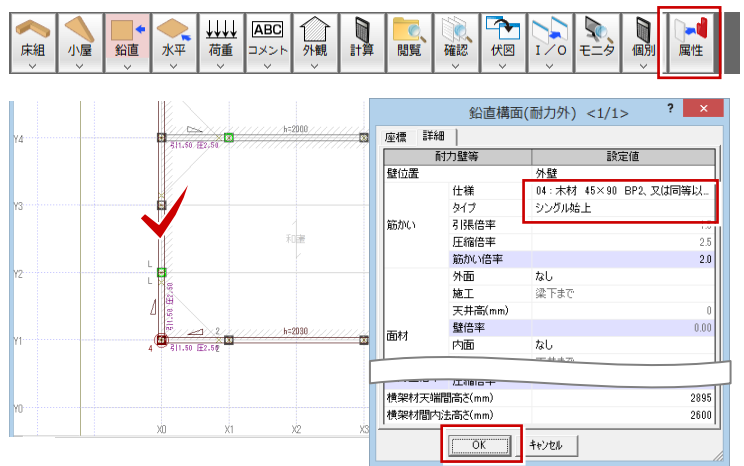 床組 小屋 鉛直 水平 荷重 ABC コメント 外観 計算 閲覧 確認 伏図 I/O モニタ 個別 属性
鉛直構面(耐力外) <1/1> ? ×
座標 詳細
耐力壁等 設定値
壁位置 外壁
仕様 04:木材 45×90 BP2、又は同等以...
タイプ シングル始上
筋かい 引張倍率
圧縮倍率 2.5
筋かい倍率 2.0
外面 なし
施工 梁下まで
天井高(mm) 0
面材 壁倍率 0.00
内面 なし
横架材天端間高さ(mm) 2895
横架材間内法高さ(mm) 2600
OK キャンセル
Y4 h=2000
引1.50 圧2.50
Y3
和室
L
Y2
L
引1.50 圧2.50
2 h=2030
Y1
4 引1.50 圧2.50 2
Y0
X0 X1 X2 X3